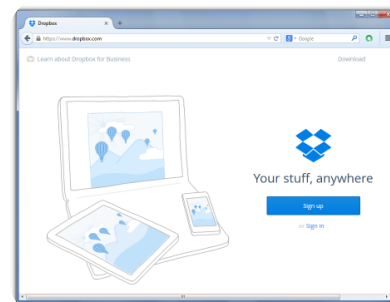 Dropbox
https://www.dropbox.com
Google
Learn about Dropbox for Business
Download
Your stuff, anywhere
Sign up
or Sign in